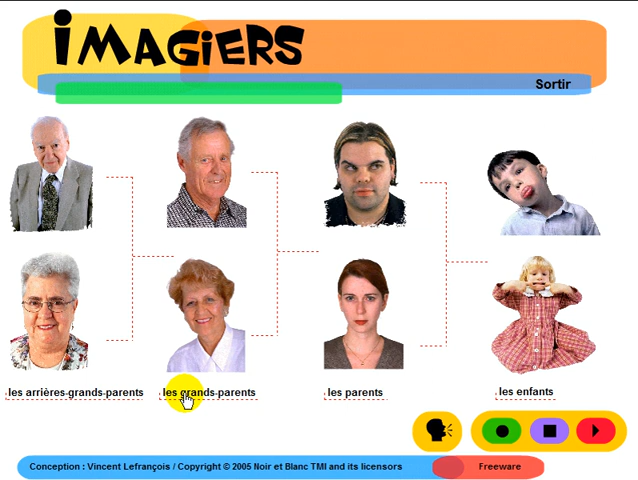 iMAGiERS
Sortir
les arrières-grands-parents
les grands-parents
les parents
les enfants
Conception : Vincent Lefrançois / Copyright © 2005 Noir et Blanc TMI and its licensors
Freeware